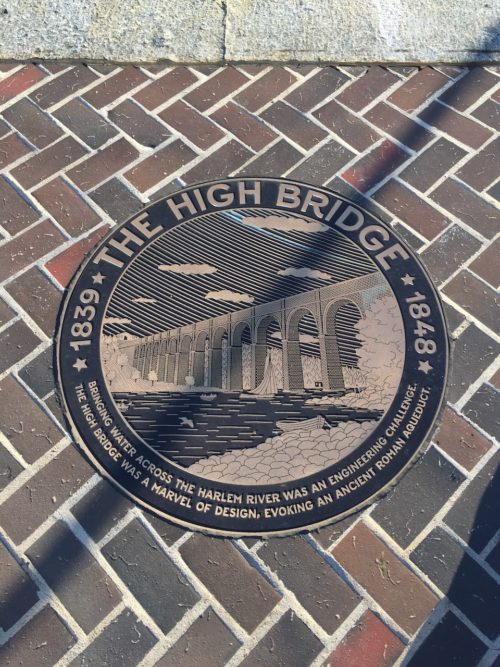 THE HIGH BRIDGE
1839
1848
BRINGING WATER ACROSS THE HARLEM RIVER WAS AN ENGINEERING CHALLENGE.
THE HIGH BRIDGE WAS A MARVEL OF DESIGN, EVOKING AN ANCIENT ROMAN AQUEDUCT.